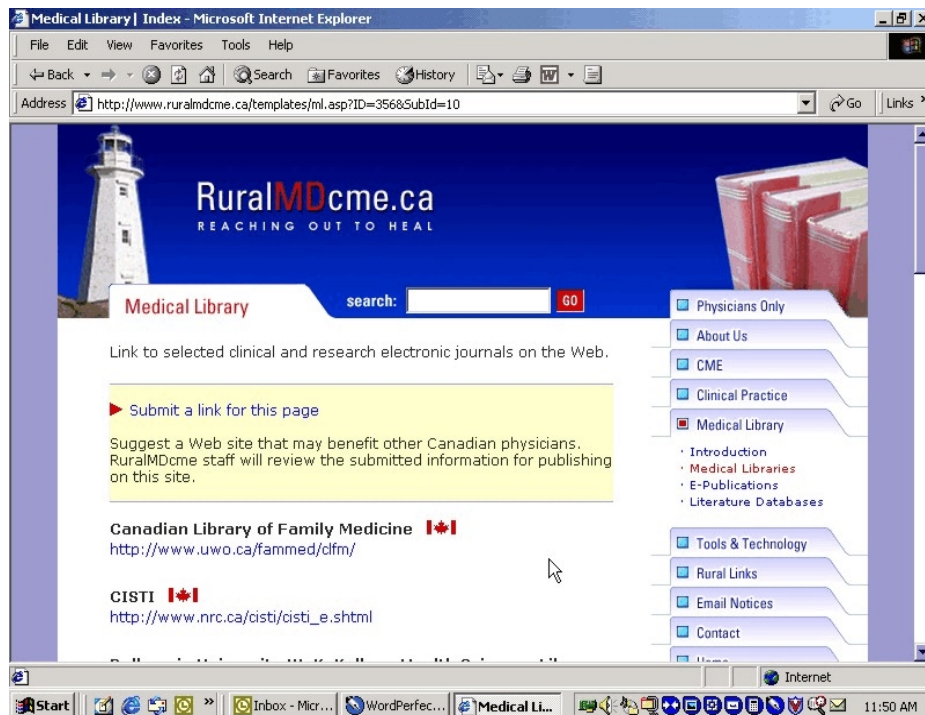 Medical Library | Index - Microsoft Internet Explorer
File Edit View Favorites Tools Help
Back Search Favorites History
Address http://www.ruralmdcme.ca/templates/ml.asp?ID=356&SubId=10 Go Links
RuralMDcme.ca
REACHING OUT TO HEAL
Medical Library search: GO
Link to selected clinical and research electronic journals on the Web.
Submit a link for this page
Suggest a Web site that may benefit other Canadian physicians.
RuralMDcme staff will review the submitted information for publishing
on this site.
Canadian Library of Family Medicine
http://www.uwo.ca/fammed/clfm/
CISTI
http://www.nrc.ca/cisti/cisti_e.shtml
Physicians Only
About Us
CME
Clinical Practice
Medical Library
· Introduction
· Medical Libraries
· E-Publications
· Literature Databases
Tools & Technology
Rural Links
Email Notices
Contact
Home
Internet
Start Inbox - Micr... WordPerfec... Medical Li... 11:50 AM